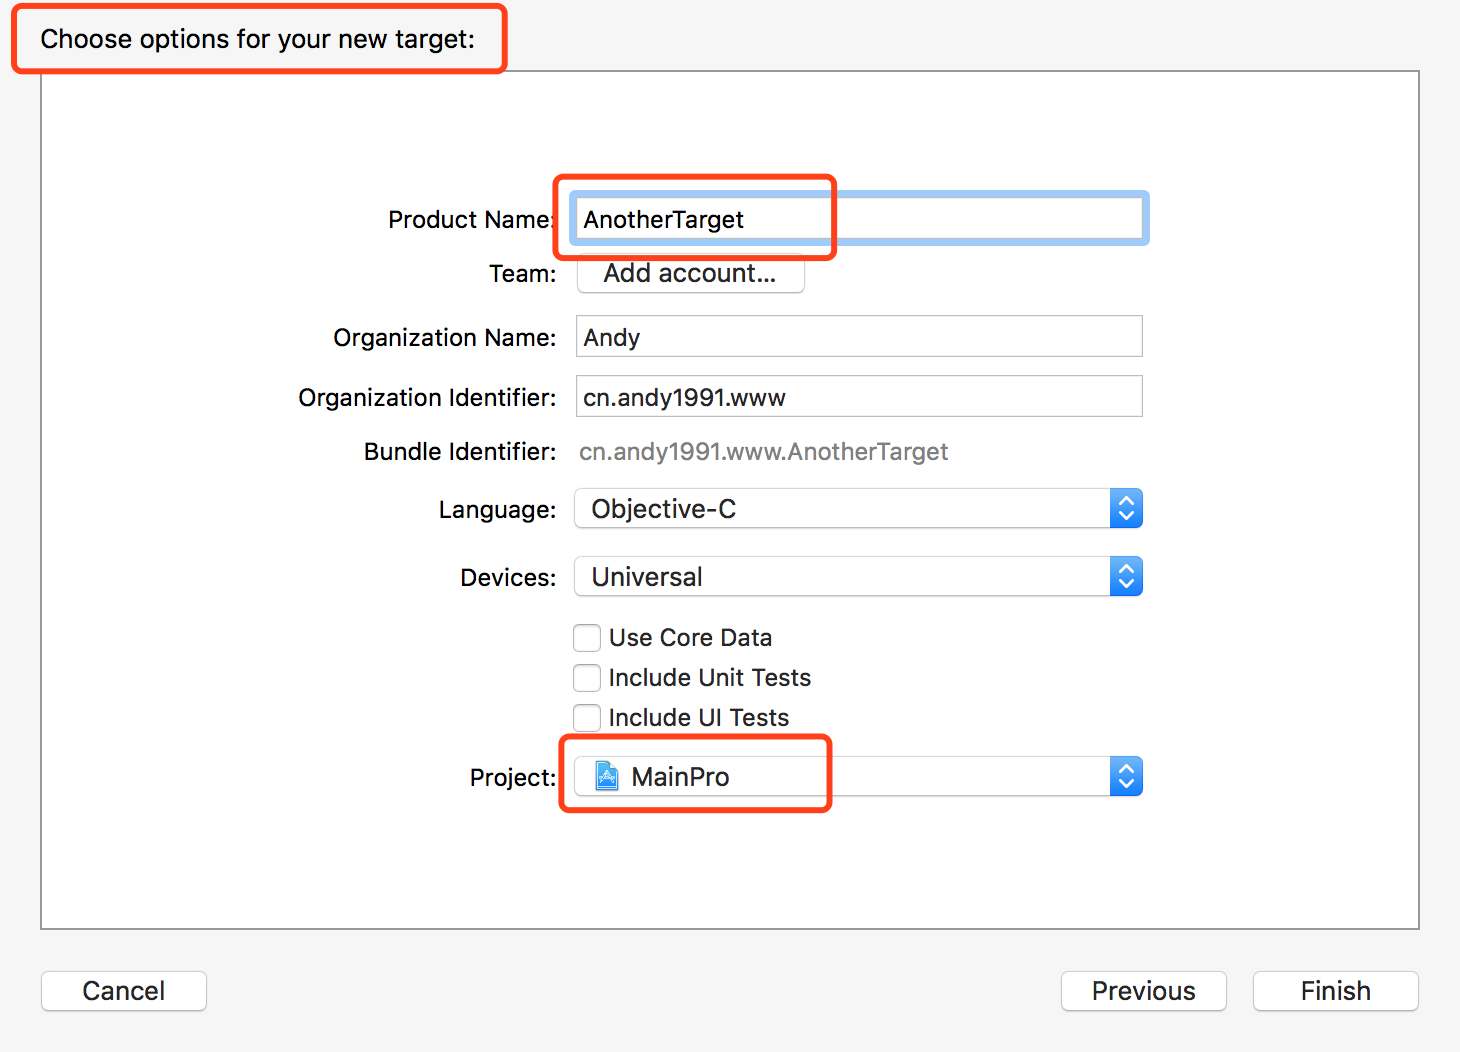 Choose options for your new target:
Product Name: AnotherTarget
Team: Add account...
Organization Name: Andy
Organization Identifier: cn.andy1991.www
Bundle Identifier: cn.andy1991.www.AnotherTarget
Language: Objective-C
Devices: Universal
Use Core Data
Include Unit Tests
Include UI Tests
Project: MainPro
Cancel Previous Finish